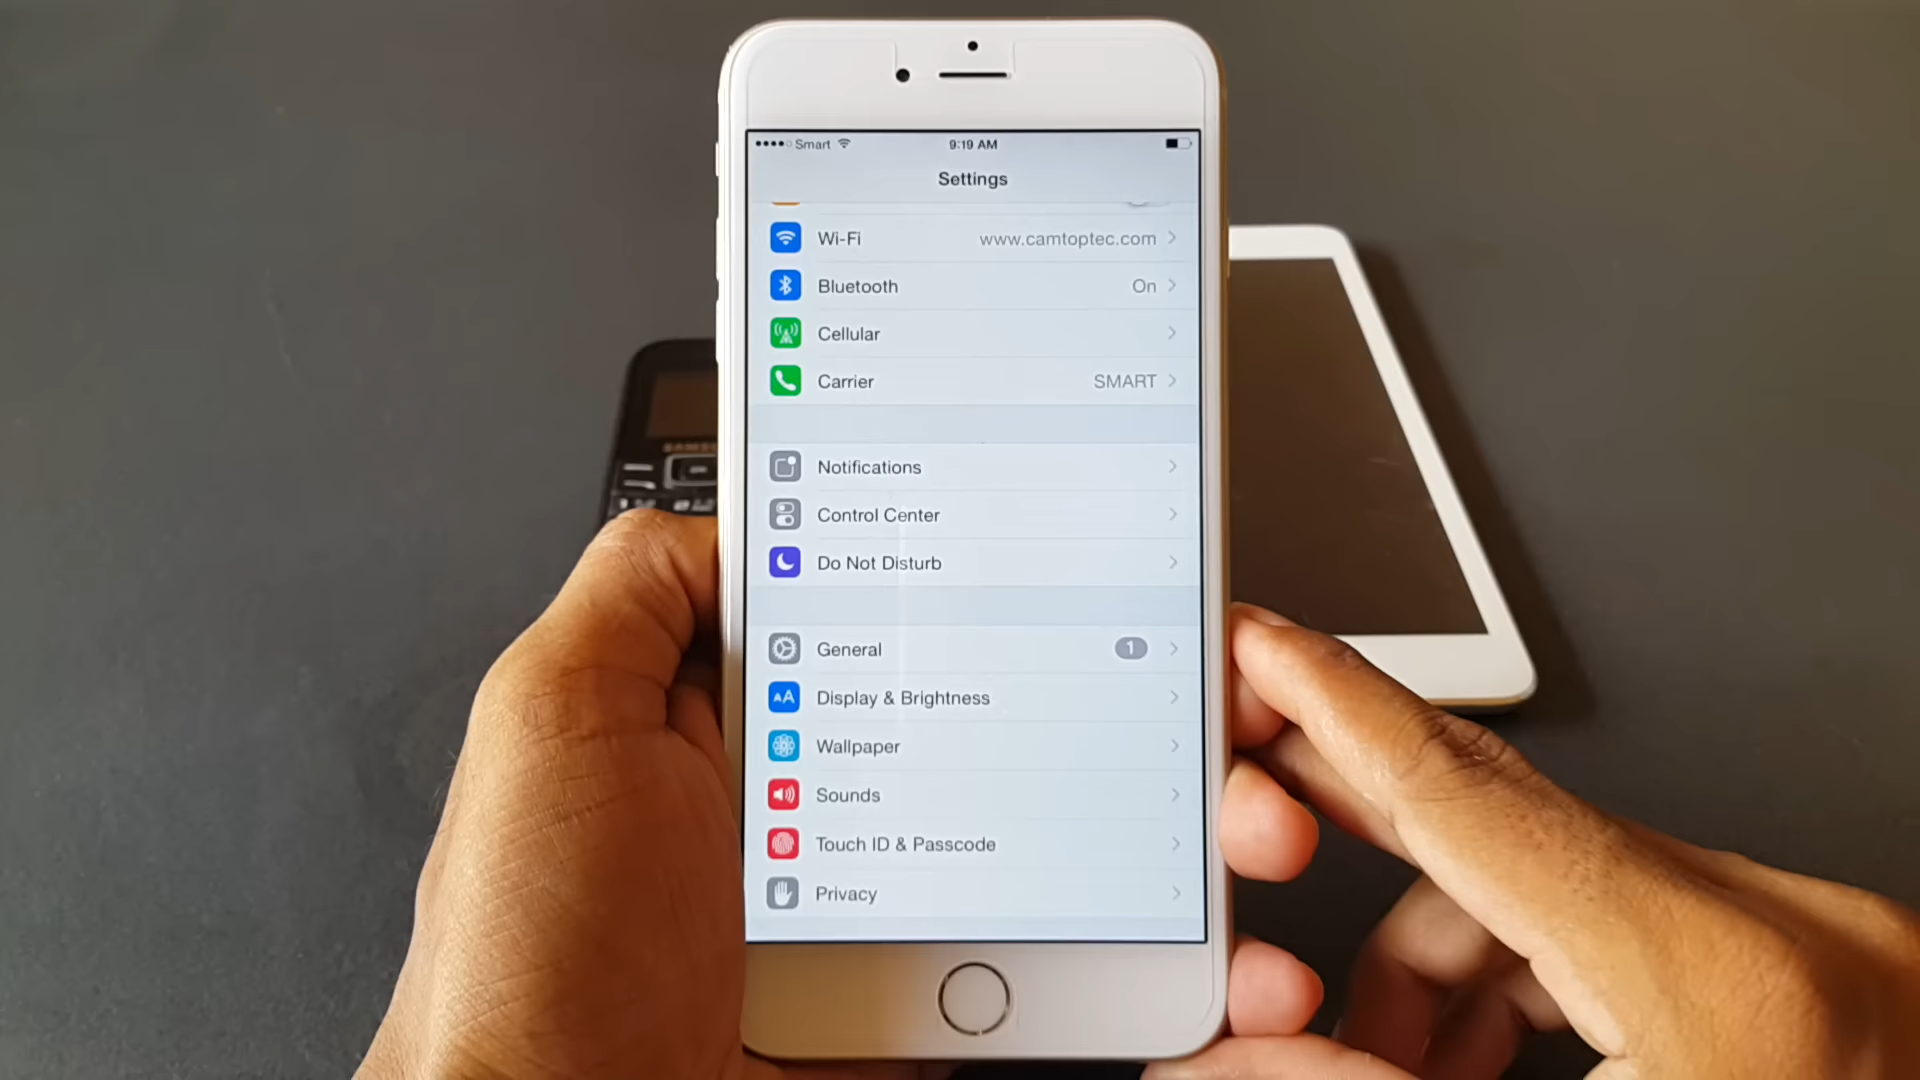 Smart 9:19 AM
Settings
Wi-Fi www.camtoptec.com
Bluetooth On
Cellular
Carrier SMART
Notifications
Control Center
Do Not Disturb
General 1
AA Display & Brightness
Wallpaper
Sounds
Touch ID & Passcode
Privacy